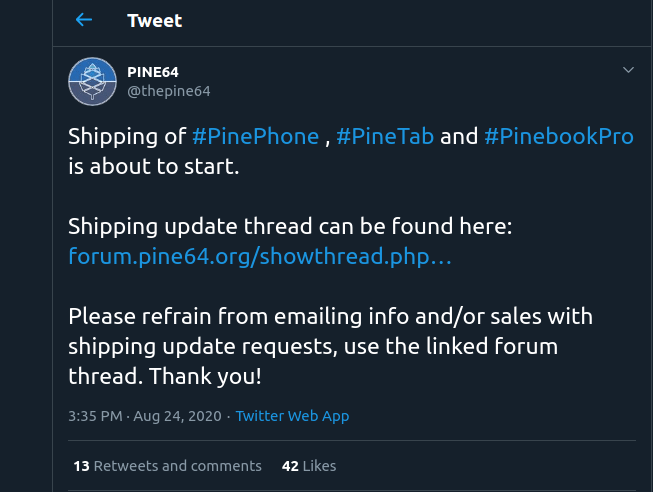 Tweet
PINE64
@thepine64
Shipping of #PinePhone , #PineTab and #PinebookPro
is about to start.
Shipping update thread can be found here:
forum.pine64.org/showthread.php…
Please refrain from emailing info and/or sales with
shipping update requests, use the linked forum
thread. Thank you!
3:35 PM · Aug 24, 2020 · Twitter Web App
13 Retweets and comments 42 Likes